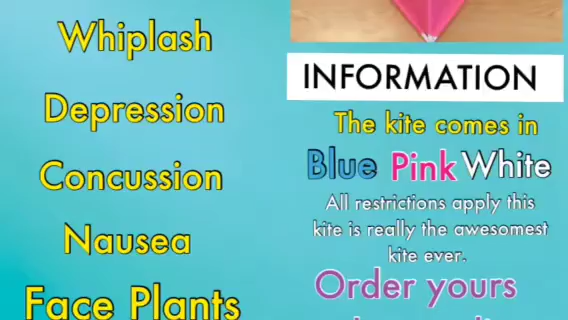 Whiplash
Depression
Concussion
Nausea
Face Plants
INFORMATION
The kite comes in
Blue Pink White
All restrictions apply this
kite is really the awesomest
kite ever.
Order yours